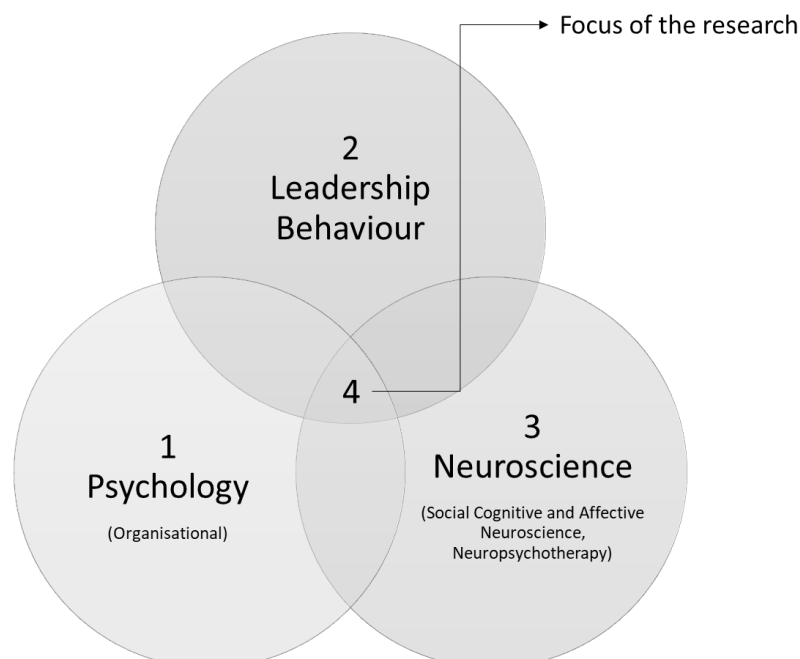 Focus of the research
2
Leadership
Behaviour
4
1
Psychology
(Organisational)
3
Neuroscience
(Social Cognitive and Affective
Neuroscience,
Neuropsychotherapy)